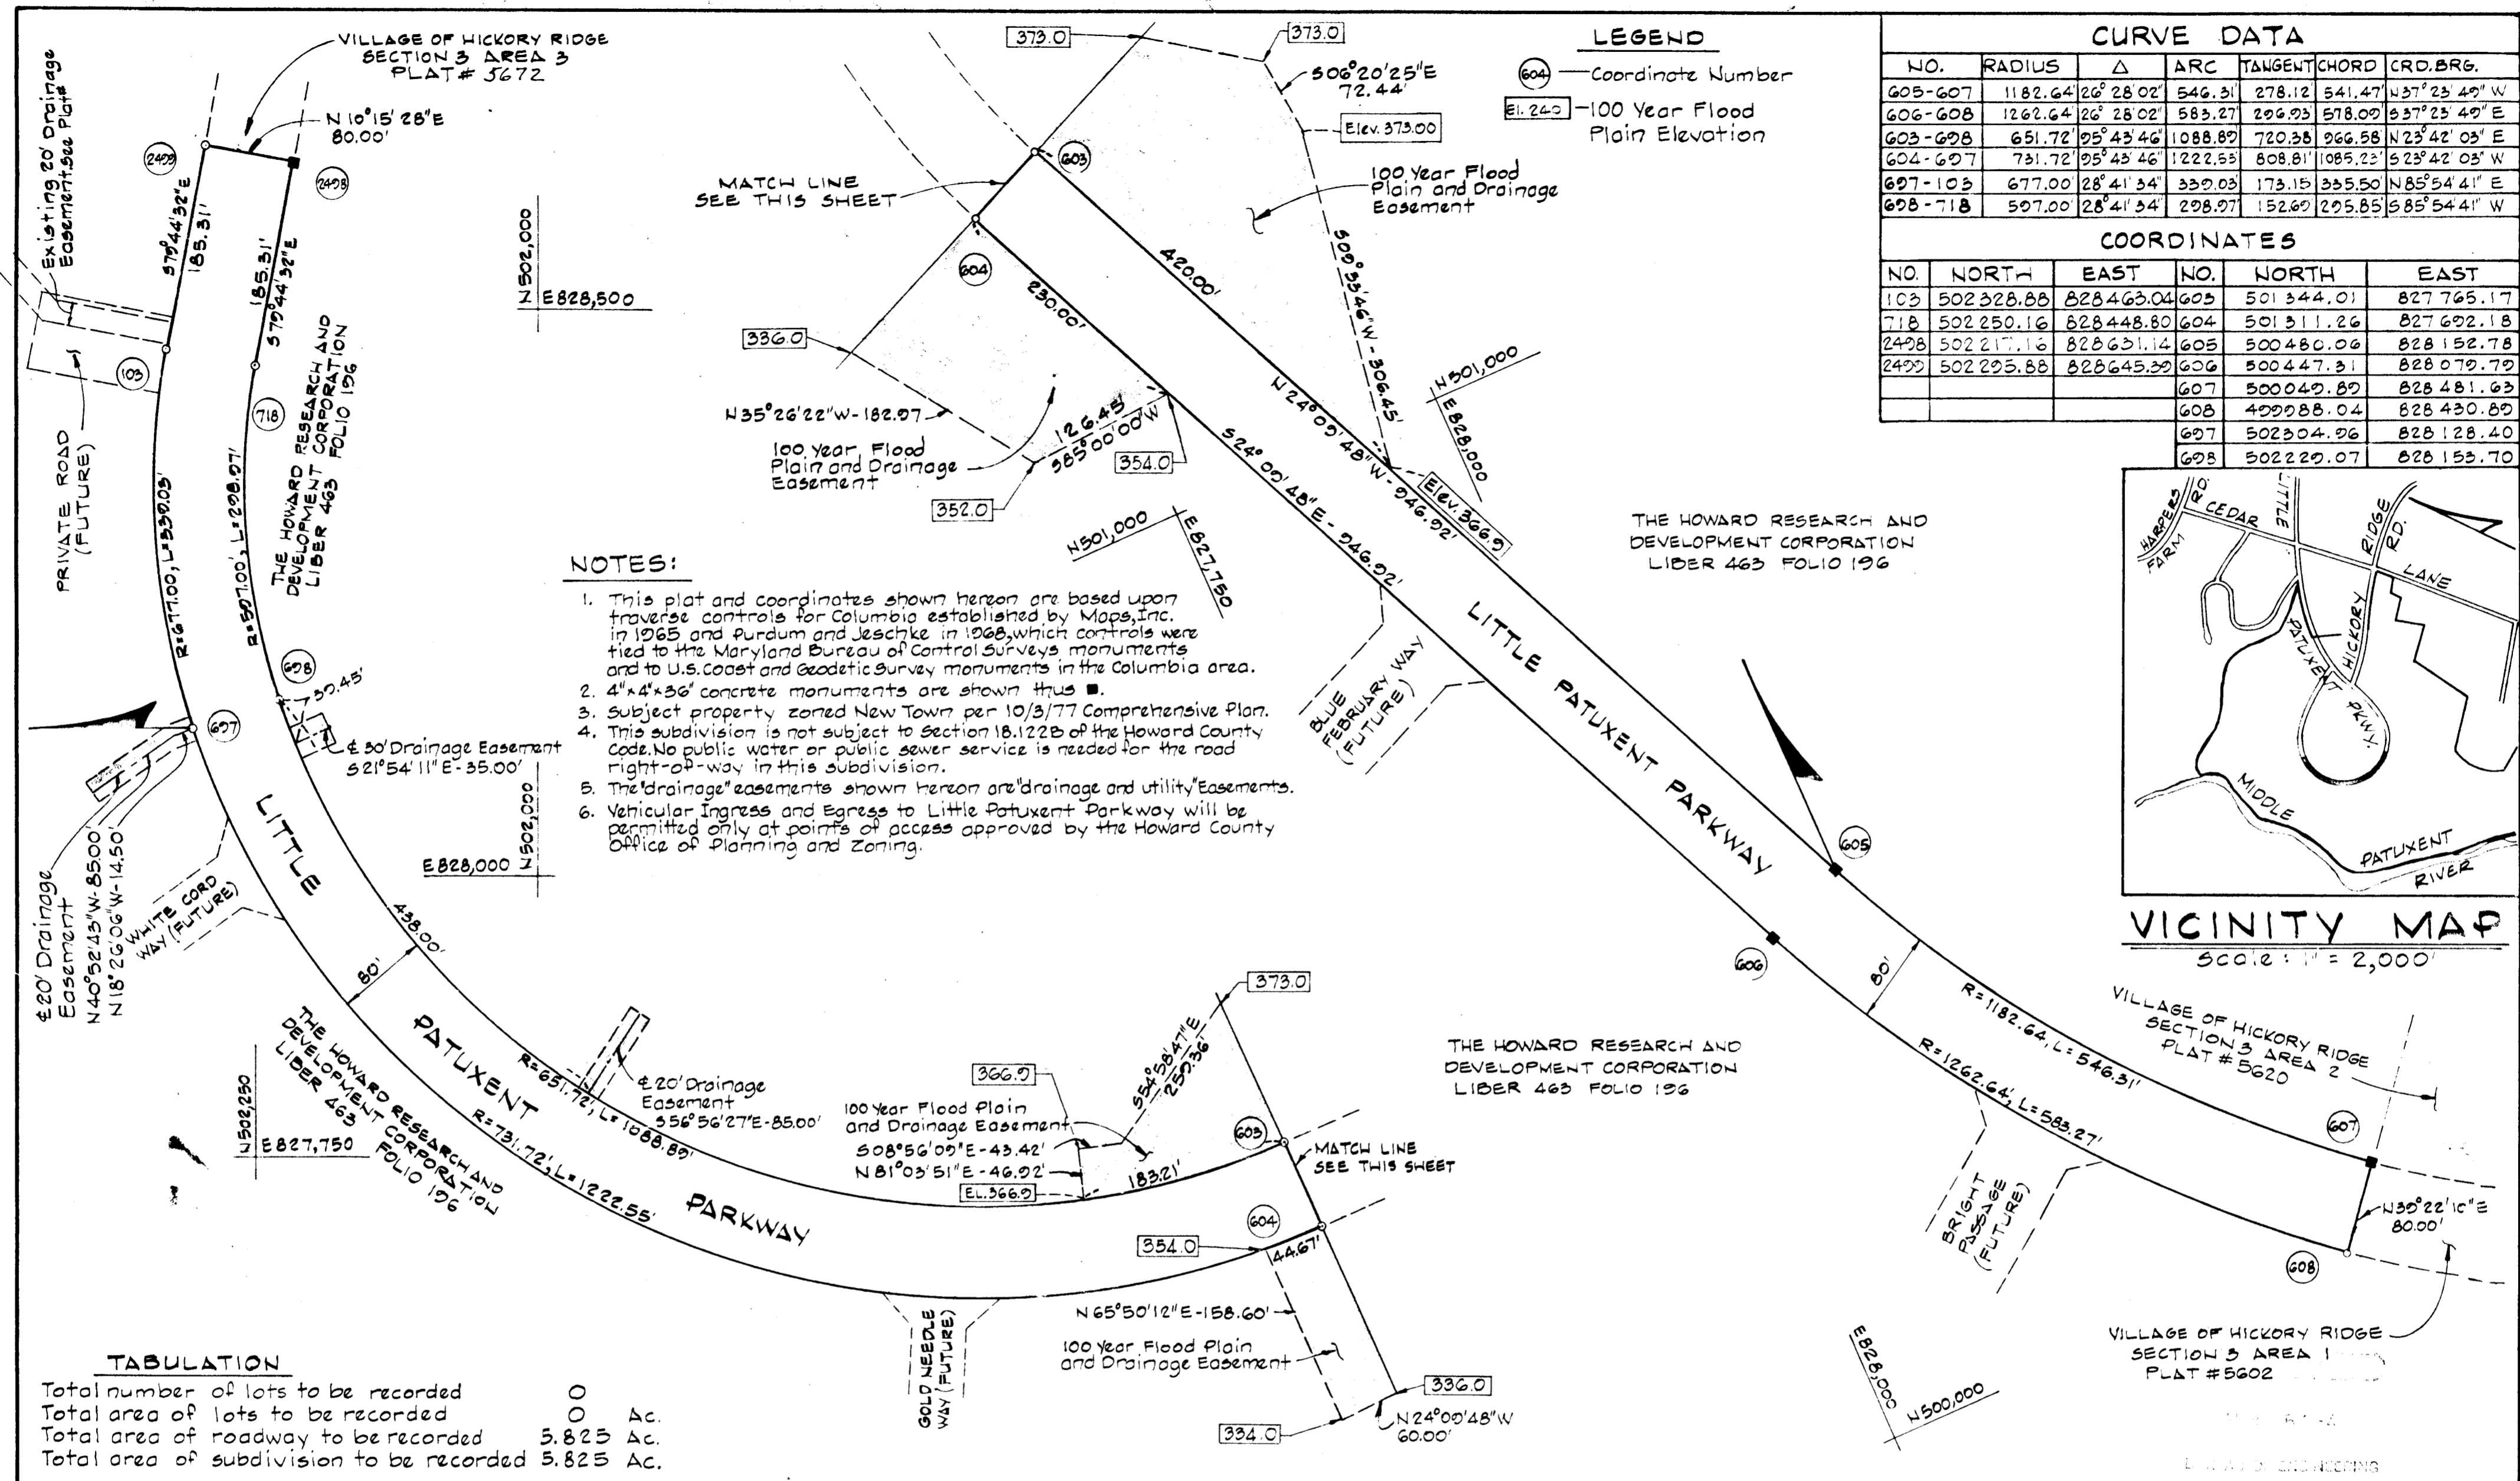 VILLAGE OF HICKORY RIDGE
SECTION 3 AREA 3
PLAT # 5672
Existing 20' Drainage
Easement. see Plat#
N 10°15' 28"E
80.00'
2499
2498
S79°44'32"E
185.31'
185.31'
S79°44'32"E
103
718
PRIVATE ROAD
(FUTURE)
THE HOWARD RESEARCH AND
DEVELOPMENT CORPORATION
LIBER 463 FOLIO 196
R=677.00, L=339.03'
R=597.00', L=298.97'
698
39.45'
697
₵ 30' Drainage Easement
S21°54'11"E-35.00'
₵20' Drainage
Easement
N40°52'43"W-85.00'
N18°26'06"W-14.50'
WHITE CORD
WAY (FUTURE)
N 502,000
E828,500
E828,000
N 502,000
N502,250
E827,750
373.0
373.0
S06°20'25"E
72.44'
Elev. 373.00
603
MATCH LINE
SEE THIS SHEET
604
100 Year Flood
Plain and Drainage
Easement
420.00'
230.00'
S09°33'46"W-306.45'
336.0
N35°26'22"W-182.97
126.45'
S85°00'00"W
100 Year Flood
Plain and Drainage
Easement
354.0
352.0
N 24°09'48" W - 946.92'
S24°09'48"E - 946.92'
Elev. 366.9
N501,000
E828,000
N501,000
E827,750
LEGEND
604 — Coordinate Number
El. 240 - 100 Year Flood
Plain Elevation
CURVE DATA
NO. RADIUS Δ ARC TANGENT CHORD CRD.BRG.
605-607 1182.64' 26°28'02" 546.31' 278.12' 541.47' N37°23'49" W
606-608 1262.64' 26°28'02" 583.27' 296.93' 578.09' S37°23'49" E
603-698 651.72' 95°43'46" 1088.89' 720.38' 966.58' N23°42'03" E
604-697 731.72' 95°43'46" 1222.55' 808.81' 1085.23' S23°42'03" W
697-103 677.00' 28°41'34" 339.03' 173.15' 335.50' N85°54'41" E
698-718 597.00' 28°41'34" 298.97' 152.69' 295.85' S85°54'41" W
COORDINATES
NO. NORTH EAST NO. NORTH EAST
103 502328.88 828463.04 603 501344.01 827765.17
718 502250.16 828448.80 604 501311.26 827692.18
2498 502217.16 828631.14 605 500480.06 828152.78
2499 502295.88 828645.39 606 500447.31 828079.79
607 500049.89 828481.63
608 499988.04 828430.89
697 502304.96 828128.40
698 502229.07 828153.70
NOTES:
1. This plat and coordinates shown hereon are based upon
traverse controls for Columbia established by Maps, Inc.
in 1965 and Purdum and Jeschke in 1968, which controls were
tied to the Maryland Bureau of Control Surveys monuments
and to U.S. Coast and Geodetic Survey monuments in the Columbia area.
2. 4"x4"x36" concrete monuments are shown thus ■.
3. Subject property zoned New Town per 10/3/77 Comprehensive Plan.
4. This subdivision is not subject to Section 18.122B of the Howard County
Code. No public water or public sewer service is needed for the road
right-of-way in this subdivision.
5. The "drainage" easements shown hereon are "drainage and utility" Easements.
6. Vehicular Ingress and Egress to Little Patuxent Parkway will be
permitted only at points of access approved by the Howard County
Office of Planning and Zoning.
THE HOWARD RESEARCH AND
DEVELOPMENT CORPORATION
LIBER 463 FOLIO 196
BLUE
FEBRUARY WAY
(FUTURE)
LITTLE PATUXENT PARKWAY
605
606
80'
HARPERS
FARM
RD.
CEDAR
LANE
LITTLE
PATUXENT
PKWY.
HICKORY
RIDGE
RD.
MIDDLE
PATUXENT
RIVER
VICINITY MAP
Scale: 1" = 2,000'
R=1182.64, L=546.31'
R=1262.64', L=583.27'
VILLAGE OF HICKORY RIDGE
SECTION 3 AREA 2
PLAT #5620
607
N39°22'10"E
80.00'
608
BRIGHT
PASSAGE
(FUTURE)
VILLAGE OF HICKORY RIDGE
SECTION 3 AREA 1
PLAT #5602
E828,000
N500,000
THE HOWARD RESEARCH AND
DEVELOPMENT CORPORATION
LIBER 463 FOLIO 196
LITTLE
PATUXENT
PARKWAY
438.00'
80'
THE HOWARD RESEARCH AND
DEVELOPMENT CORPORATION
LIBER 463 FOLIO 196
R=651.72', L=1088.89'
R=731.72', L=1222.55'
₵ 20' Drainage
Easement
S56°56'27"E-85.00'
373.0
366.9
S54°58'47"E
259.36'
100 Year Flood Plain
and Drainage Easement
S08°56'09"E-43.42'
N81°03'51"E-46.92'
EL.366.9
183.21'
603
MATCH LINE
SEE THIS SHEET
604
354.0
44.67'
N65°50'12"E-158.60'
100 Year Flood Plain
and Drainage Easement
336.0
334.0
N24°09'48"W
60.00'
GOLD NEEDLE
WAY (FUTURE)
TABULATION
Total number of lots to be recorded 0
Total area of lots to be recorded 0 Ac.
Total area of roadway to be recorded 5.825 Ac.
Total area of subdivision to be recorded 5.825 Ac.